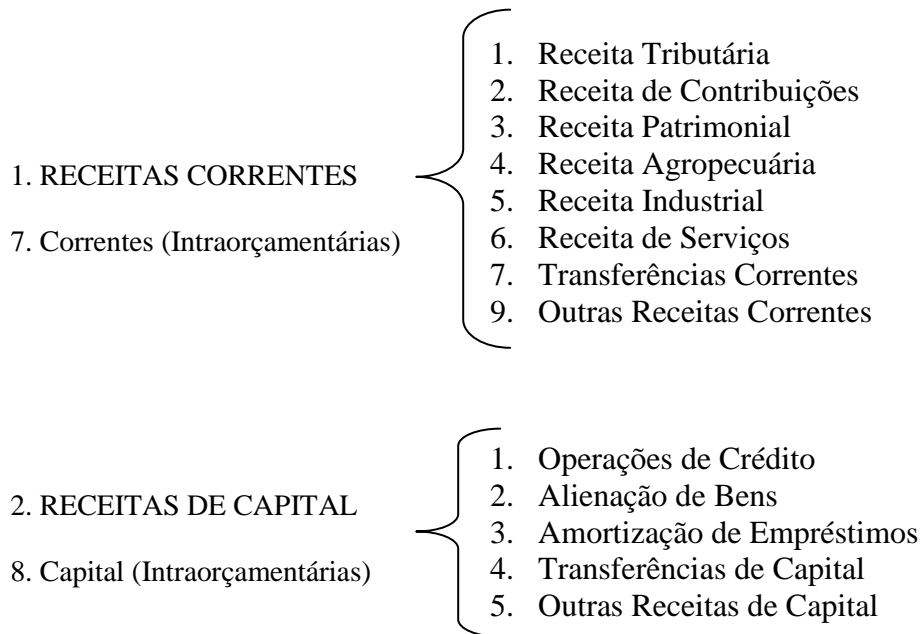 1. RECEITAS CORRENTES
7. Correntes (Intraorçamentárias)
1. Receita Tributária
2. Receita de Contribuições
3. Receita Patrimonial
4. Receita Agropecuária
5. Receita Industrial
6. Receita de Serviços
7. Transferências Correntes
9. Outras Receitas Correntes
2. RECEITAS DE CAPITAL
8. Capital (Intraorçamentárias)
1. Operações de Crédito
2. Alienação de Bens
3. Amortização de Empréstimos
4. Transferências de Capital
5. Outras Receitas de Capital